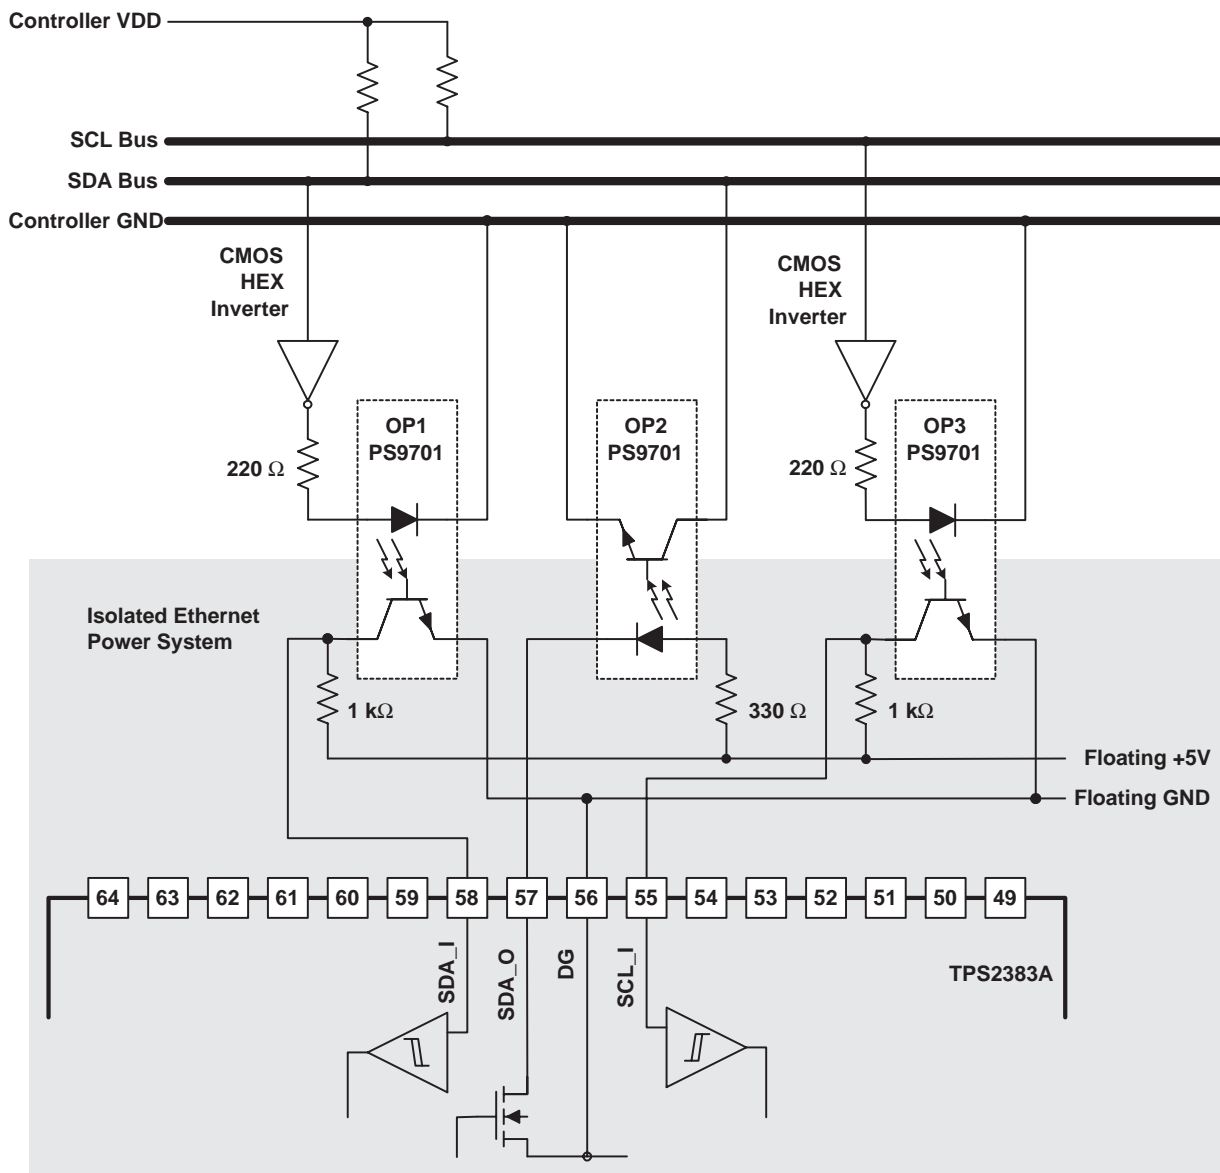 Controller VDD
SCL Bus
SDA Bus
Controller GND
CMOS
HEX
Inverter
CMOS
HEX
Inverter
OP1
PS9701
OP2
PS9701
OP3
PS9701
220 Ω
220 Ω
Isolated Ethernet
Power System
1 kΩ
330 Ω
1 kΩ
Floating +5V
Floating GND
64 63 62 61 60 59 58 57 56 55 54 53 52 51 50 49
SDA_I
SDA_O
DG
SCL_I
TPS2383A